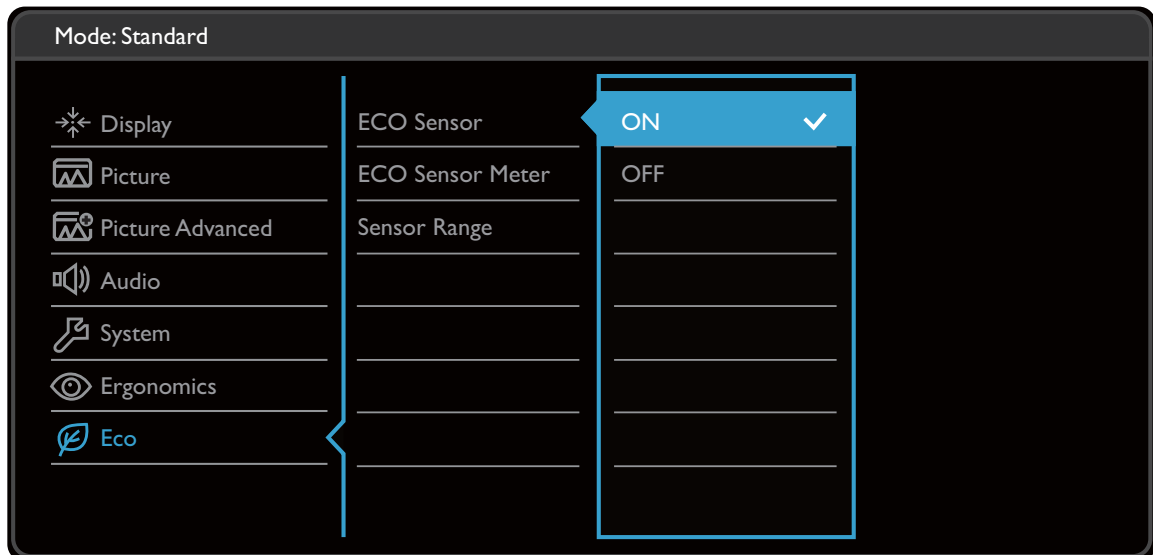 Mode: Standard
Display
Picture
Picture Advanced
Audio
System
Ergonomics
Eco
ECO Sensor
ECO Sensor Meter
Sensor Range
ON
OFF